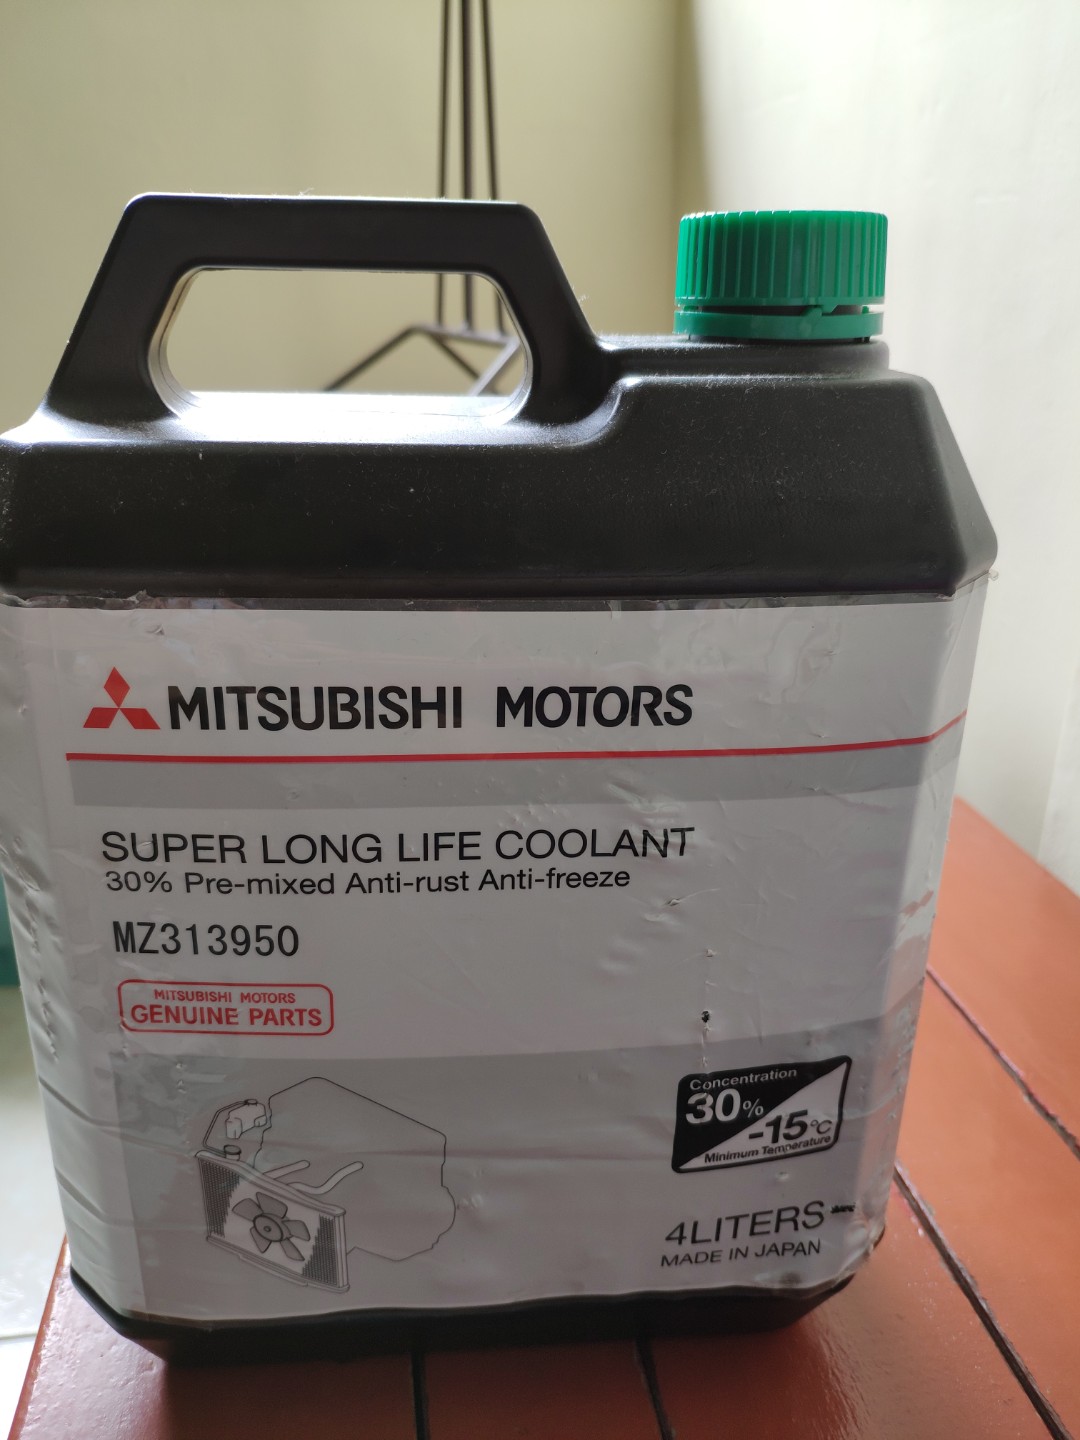 MITSUBISHI MOTORS
SUPER LONG LIFE COOLANT
30% Pre-mixed Anti-rust Anti-freeze
MZ313950
MITSUBISHI MOTORS
GENUINE PARTS
Concentration
30%
-15°C
Minimum Temperature
4LITERS
MADE IN JAPAN